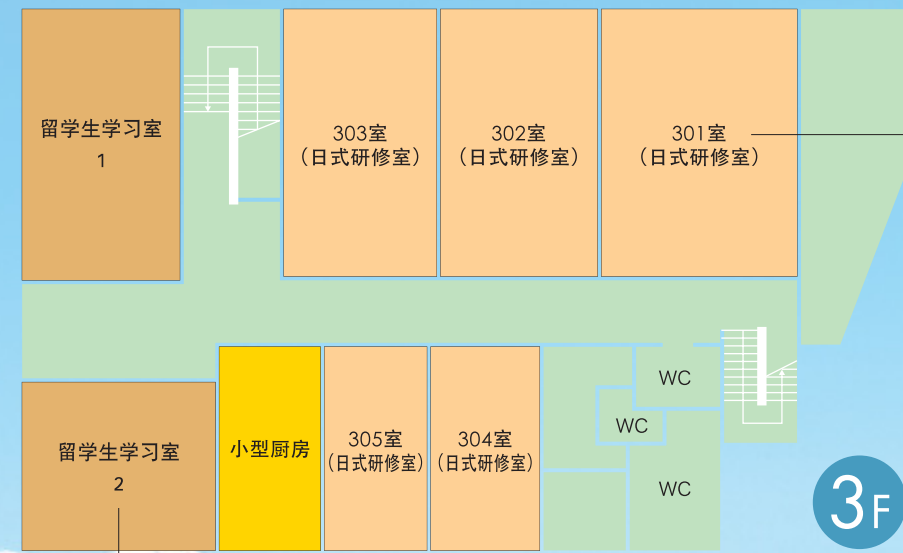 留学生学习室
1
303室
（日式研修室）
302室
（日式研修室）
301室
（日式研修室）
留学生学习室
2
小型厨房
305室
（日式研修室）
304室
（日式研修室）
WC
WC
WC
3F